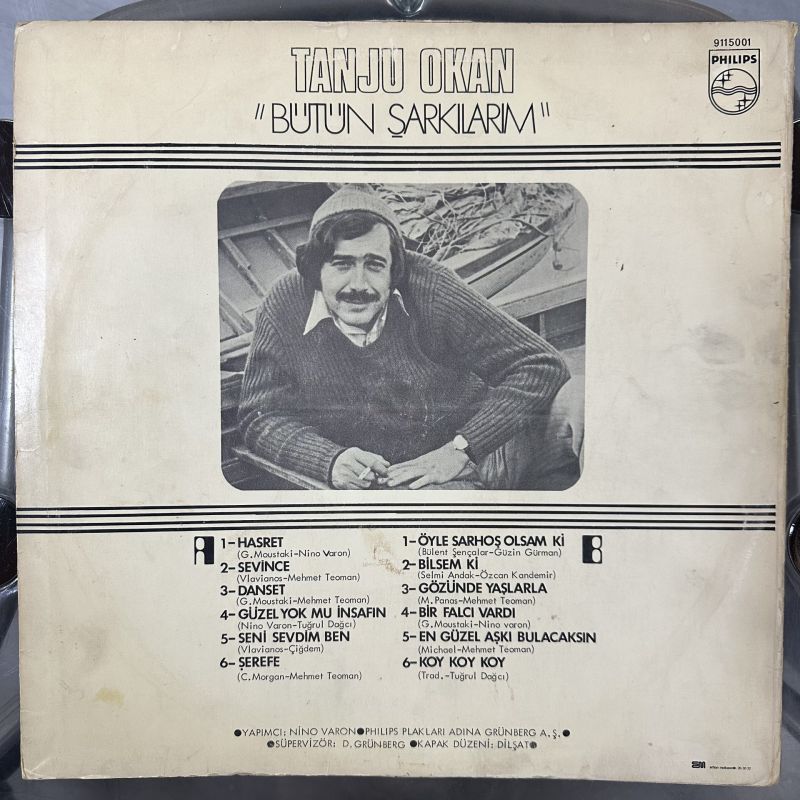 9115001
TANJU OKAN
PHILIPS
"BÜTÜN ŞARKILARIM"
A
1-HASRET
(G.Moustaki-Nino Varon)
2-SEVİNCE
(Vlavianos-Mehmet Teoman)
3-DANSET
(G.Moustaki-Mehmet Teoman)
4-GÜZEL YOK MU İNSAFIN
(Nino Varon-Tuğrul Dağcı)
5-SENİ SEVDİM BEN
(Vlavianos-Çiğdem)
6-ŞEREFE
(C.Morgan-Mehmet Teoman)
B
1-ÖYLE SARHOŞ OLSAM Kİ
(Bülent Şençalar-Güzin Gürman)
2-BİLSEM Kİ
(Selmi Andak-Özcan Kandemir)
3-GÖZÜNDE YAŞLARLA
(M.Panas-Mehmet Teoman)
4-BİR FALCI VARDI
(G.Moustaki-Nino varon)
5-EN GÜZEL AŞKI BULACAKSIN
(Michael-Mehmet Teoman)
6-KOY KOY KOY
(Trad.-Tuğrul Dağcı)
●YAPIMCI: NİNO VARON●PHILIPS PLAKLARI ADINA GRÜNBERG A.Ş.●
●SÜPERVİZÖR: D. GRÜNBERG ●KAPAK DÜZENİ: DİLŞAT●